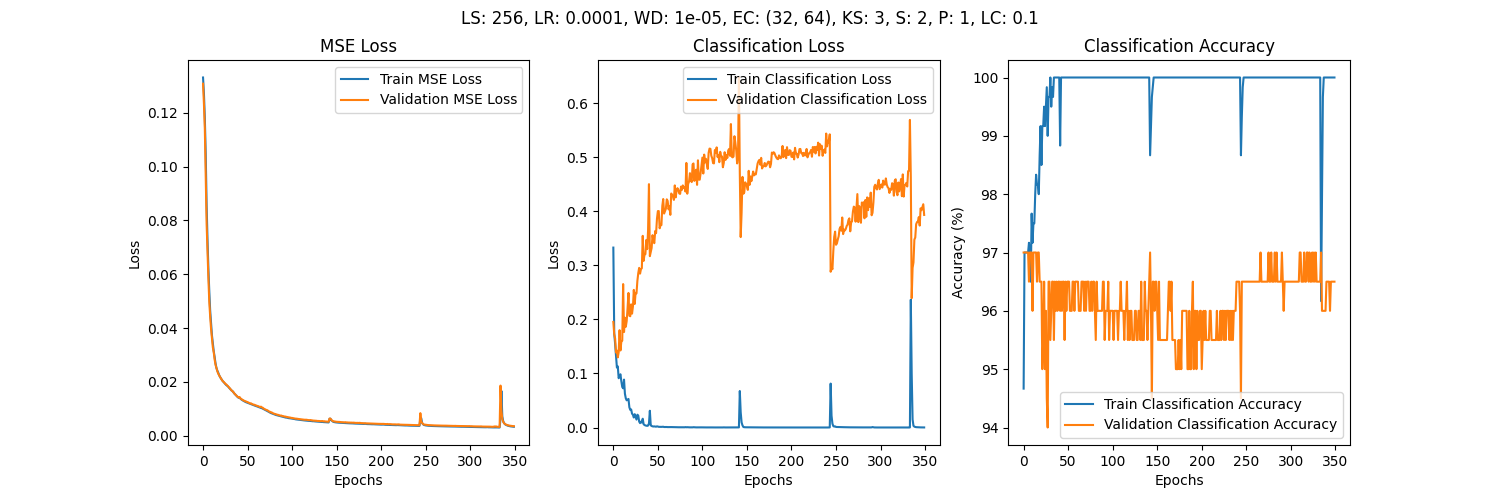 LS: 256, LR: 0.0001, WD: 1e-05, EC: (32, 64), KS: 3, S: 2, P: 1, LC: 0.1
MSE Loss
Train MSE Loss
Validation MSE Loss
Loss
0.12
0.10
0.08
0.06
0.04
0.02
0.00
0 50 100 150 200 250 300 350
Epochs
Classification Loss
Train Classification Loss
Validation Classification Loss
Loss
0.6
0.5
0.4
0.3
0.2
0.1
0.0
0 50 100 150 200 250 300 350
Epochs
Classification Accuracy
Accuracy (%)
100
99
98
97
96
95
94
Train Classification Accuracy
Validation Classification Accuracy
0 50 100 150 200 250 300 350
Epochs